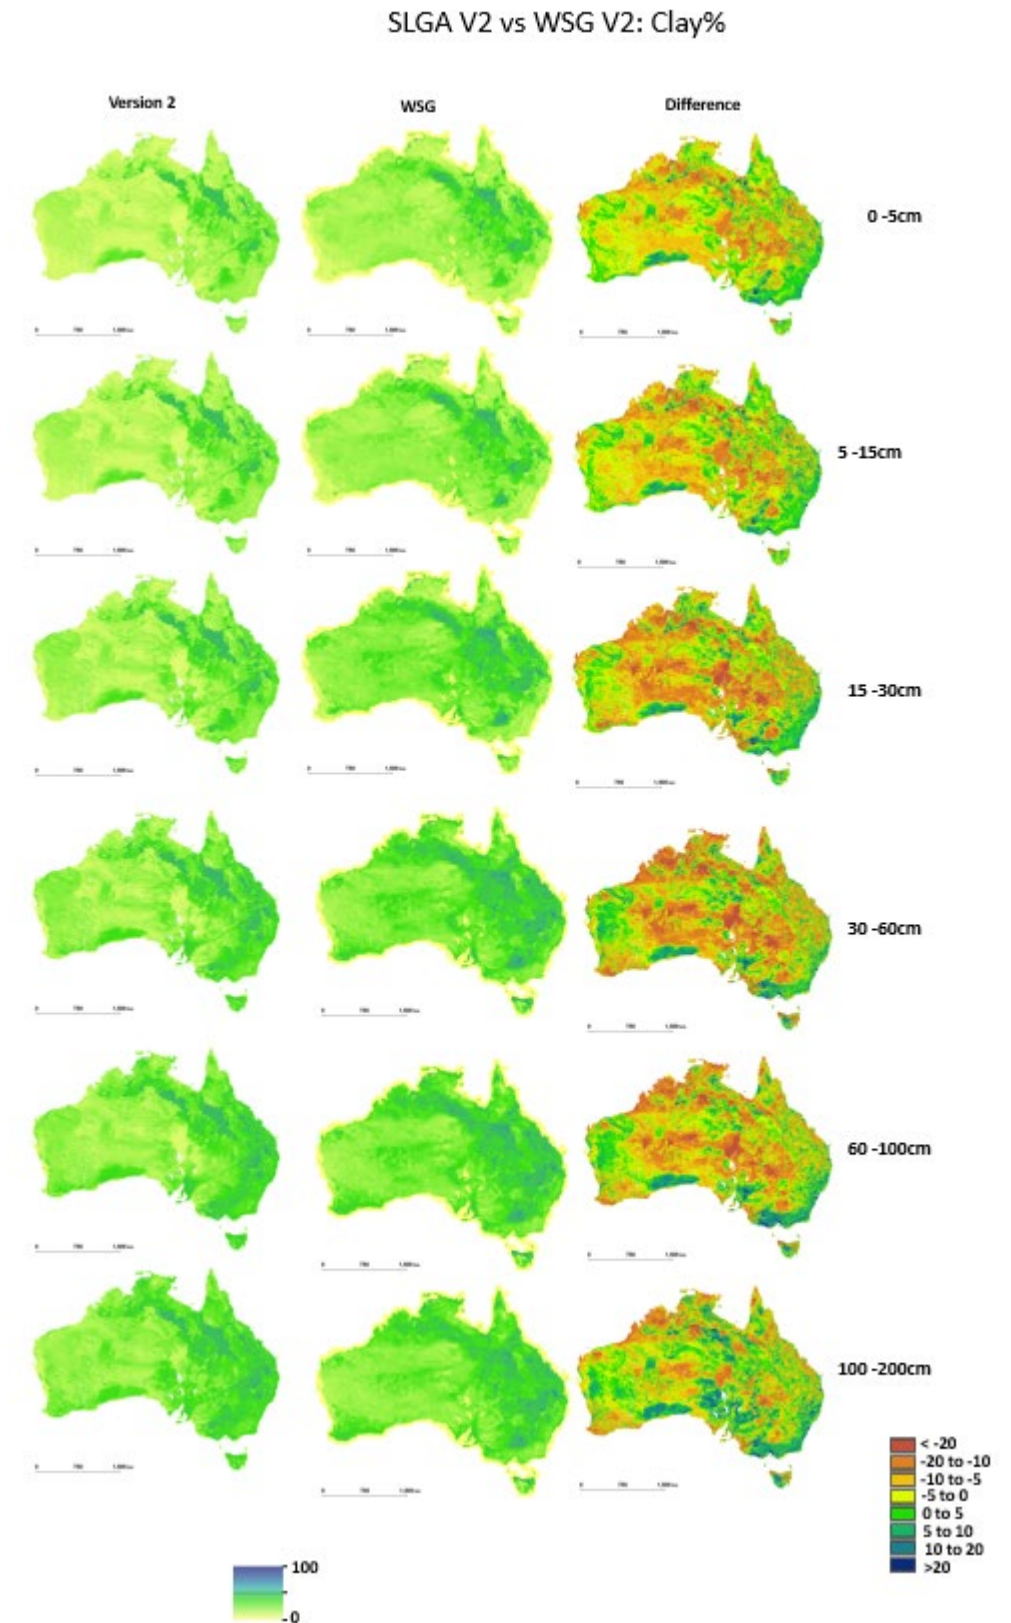 SLGA V2 vs WSG V2: Clay%
Version 2 WSG Difference
0 -5cm
5 -15cm
15 -30cm
30 -60cm
60 -100cm
100 -200cm
< -20
-20 to -10
-10 to -5
-5 to 0
0 to 5
5 to 10
10 to 20
>20
100
0